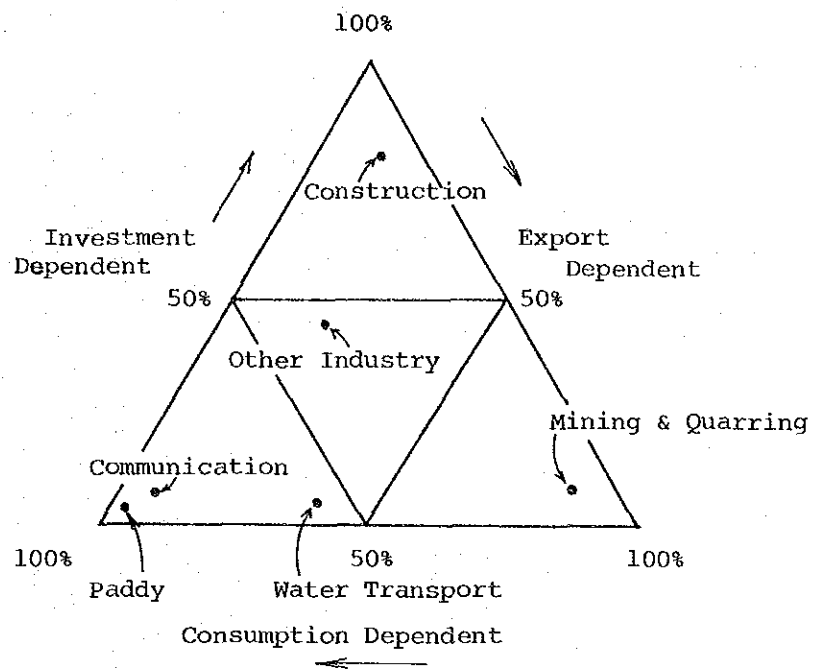 100%
Construction
Investment
Dependent
Export
Dependent
50%
50%
Other Industry
Mining & Quarring
Communication
100%
50%
100%
Paddy
Water Transport
Consumption Dependent